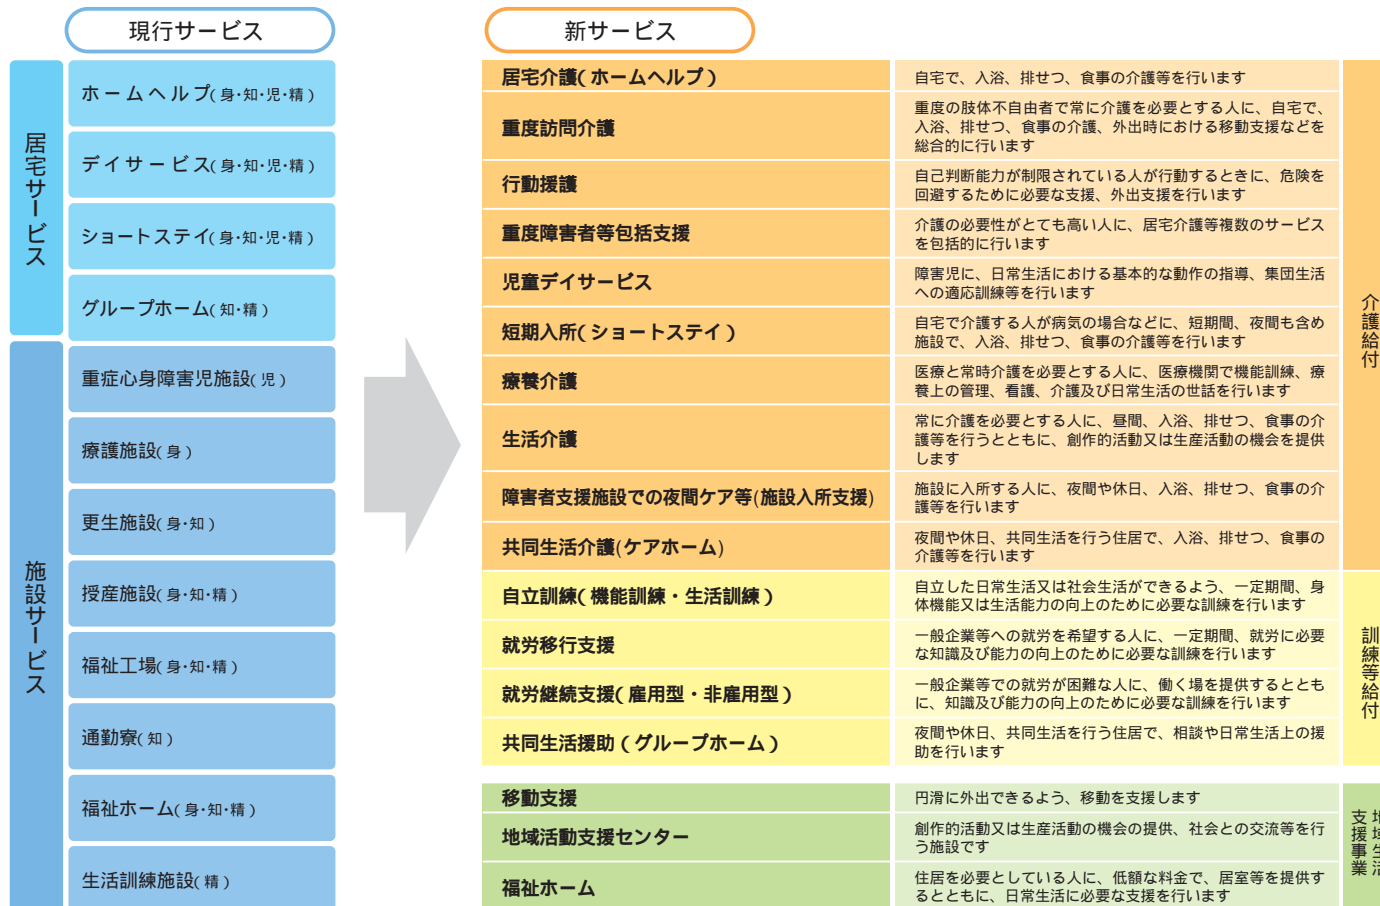 現行サービス
新サービス
居宅サービス
ホームヘルプ(身・知・児・精)
デイサービス(身・知・児・精)
ショートステイ(身・知・児・精)
グループホーム(知・精)
施設サービス
重症心身障害児施設(児)
療護施設(身)
更生施設(身・知)
授産施設(身・知・精)
福祉工場(身・知・精)
通勤寮(知)
福祉ホーム(身・知・精)
生活訓練施設(精)
居宅介護(ホームヘルプ)
自宅で、入浴、排せつ、食事の介護等を行います
重度訪問介護
重度の肢体不自由者で常に介護を必要とする人に、自宅で、
入浴、排せつ、食事の介護、外出時における移動支援などを
総合的に行います
行動援護
自己判断能力が制限されている人が行動するときに、危険を
回避するために必要な支援、外出支援を行います
重度障害者等包括支援
介護の必要性がとても高い人に、居宅介護等複数のサービス
を包括的に行います
児童デイサービス
障害児に、日常生活における基本的な動作の指導、集団生活
への適応訓練等を行います
短期入所(ショートステイ)
自宅で介護する人が病気の場合などに、短期間、夜間も含め
施設で、入浴、排せつ、食事の介護等を行います
療養介護
医療と常時介護を必要とする人に、医療機関で機能訓練、療
養上の管理、看護、介護及び日常生活の世話を行います
生活介護
常に介護を必要とする人に、昼間、入浴、排せつ、食事の介
護等を行うとともに、創作的活動又は生産活動の機会を提供
します
障害者支援施設での夜間ケア等(施設入所支援)
施設に入所する人に、夜間や休日、入浴、排せつ、食事の介
護等を行います
共同生活介護(ケアホーム)
夜間や休日、共同生活を行う住居で、入浴、排せつ、食事の
介護等を行います
介護給付
自立訓練(機能訓練・生活訓練)
自立した日常生活又は社会生活ができるよう、一定期間、身
体機能又は生活能力の向上のために必要な訓練を行います
就労移行支援
一般企業等への就労を希望する人に、一定期間、就労に必要
な知識及び能力の向上のために必要な訓練を行います
就労継続支援(雇用型・非雇用型)
一般企業等での就労が困難な人に、働く場を提供するととも
に、知識及び能力の向上のために必要な訓練を行います
共同生活援助(グループホーム)
夜間や休日、共同生活を行う住居で、相談や日常生活上の援
助を行います
訓練等給付
移動支援
円滑に外出できるよう、移動を支援します
地域活動支援センター
創作的活動又は生産活動の機会の提供、社会との交流等を行
う施設です
福祉ホーム
住居を必要としている人に、低額な料金で、居室等を提供す
るとともに、日常生活に必要な支援を行います
地域生活
支援事業